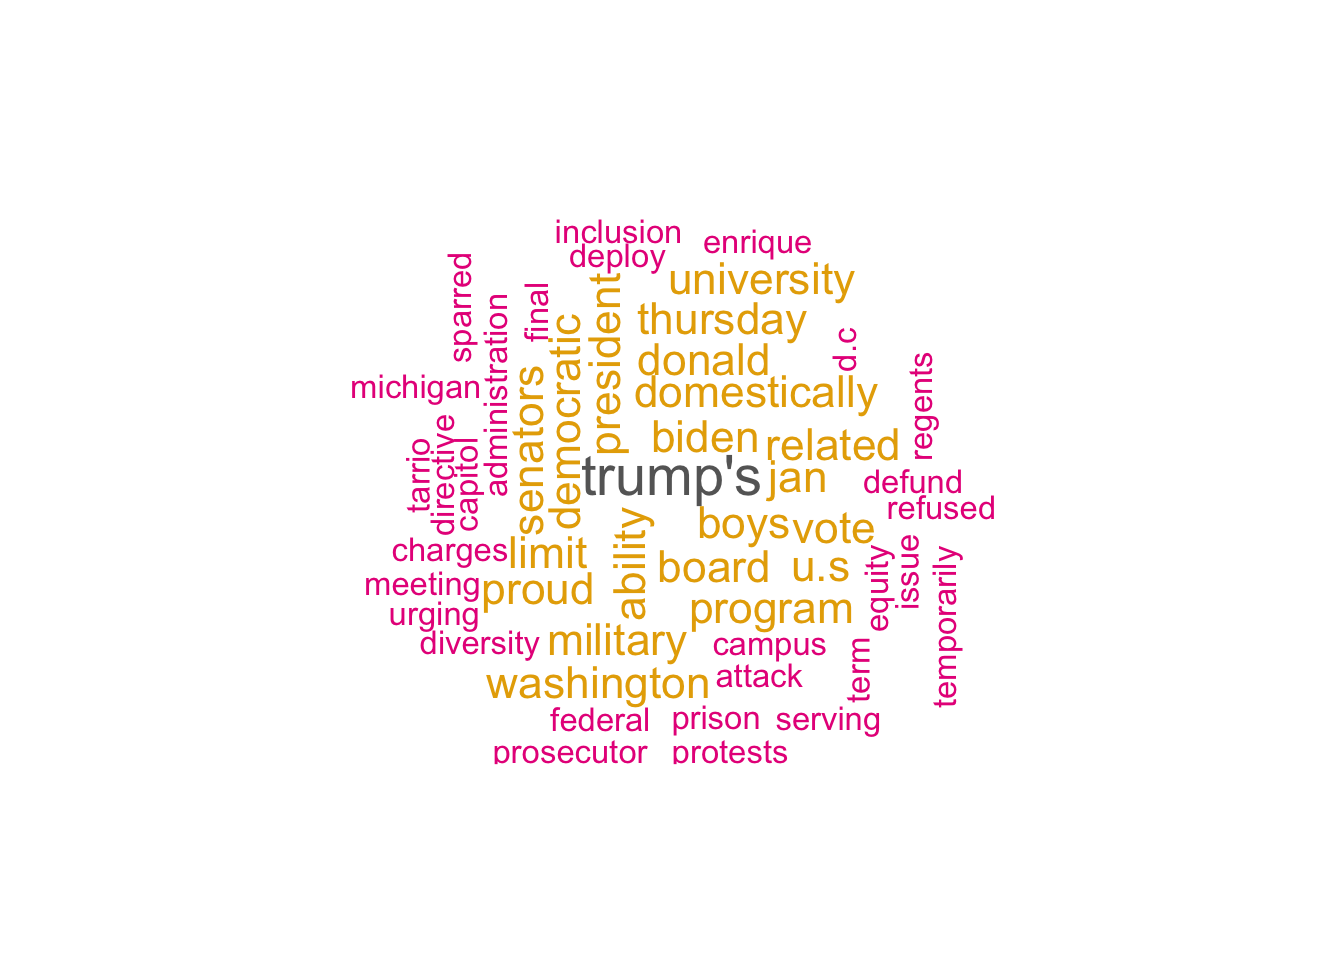 inclusion
enrique
deploy
university
sparred
final
president
thursday
administration
democratic
d.c
donald
michigan
senators
domestically
regents
biden
related
tarrio
directive
capitol
trump's
jan
defund
refused
boys
vote
charges
limit
ability
board
u.s
equity
issue
temporarily
meeting
proud
program
urging
diversity
military
campus
term
washington
attack
federal
prison
serving
prosecutor
protests